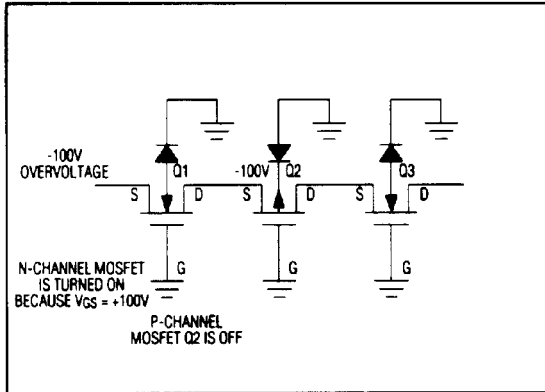 -100V
OVERVOLTAGE
Q1
-100V
Q2
Q3
S
D
S
D
S
D
G
G
G
N-CHANNEL MOSFET
IS TURNED ON
BECAUSE VGS = +100V
P-CHANNEL
MOSFET Q2 IS OFF